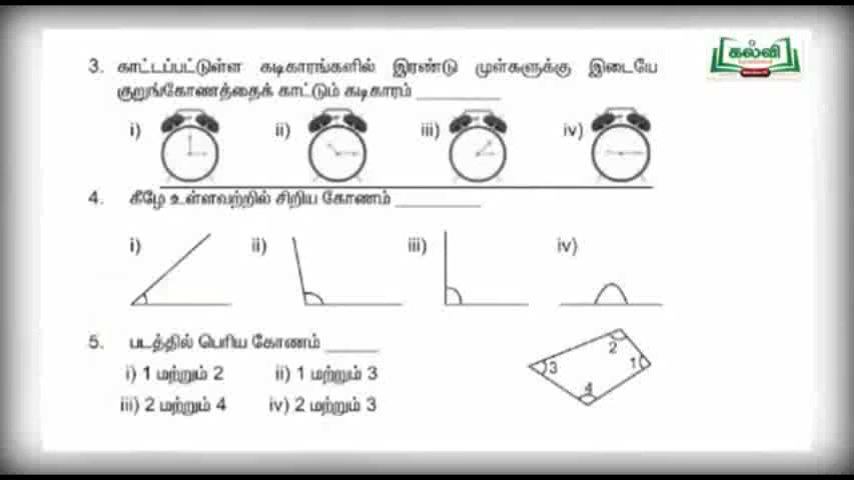 கல்வி
3. காட்டப்பட்டுள்ள கடிகாரங்களில் இரண்டு முள்களுக்கு இடையே
குறுங்கோணத்தைக் காட்டும் கடிகாரம் ________
i) ii) iii) iv)
4. கீழே உள்ளவற்றில் சிறிய கோணம் ________
i) ii) iii) iv)
5. படத்தில் பெரிய கோணம் _____
i) 1 மற்றும் 2 ii) 1 மற்றும் 3
iii) 2 மற்றும் 4 iv) 2 மற்றும் 3
2
1
3
4